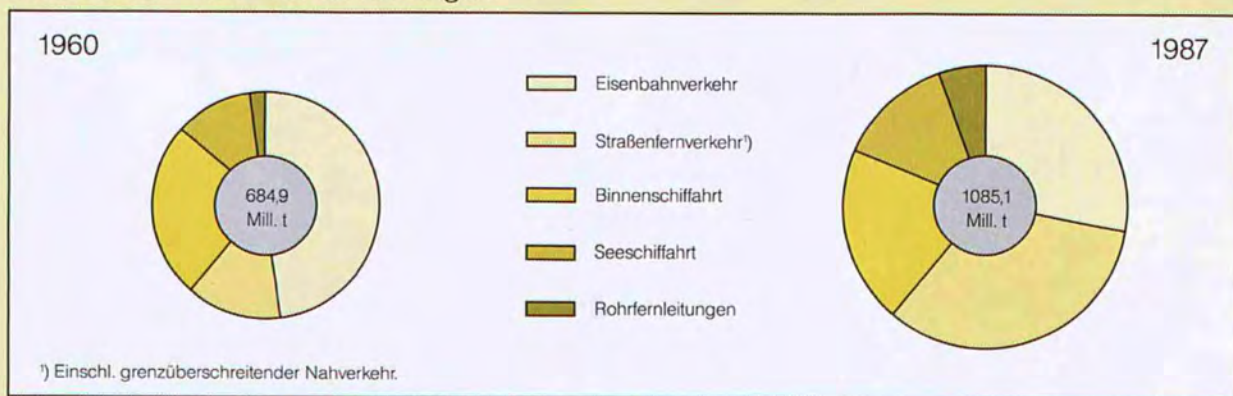 1960
1987
Eisenbahnverkehr
Straßenfernverkehr¹)
Binnenschiffahrt
Seeschiffahrt
Rohrfernleitungen
684,9
Mill. t
1085,1
Mill. t
¹) Einschl. grenzüberschreitender Nahverkehr.